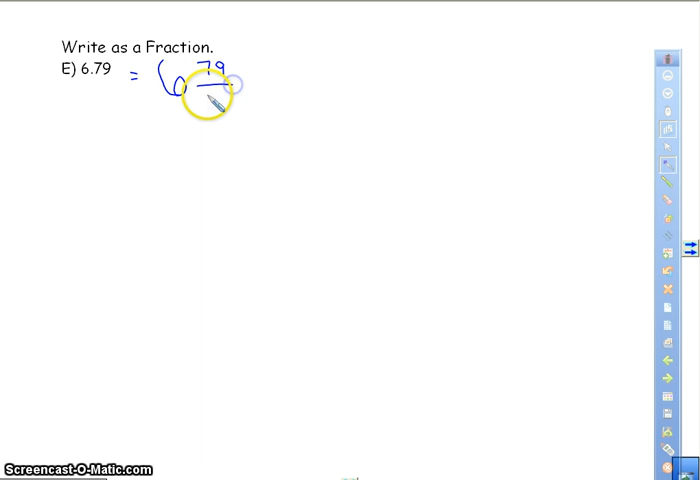 Write as a Fraction.
E) 6.79 = 6 79
Screencast-O-Matic.com